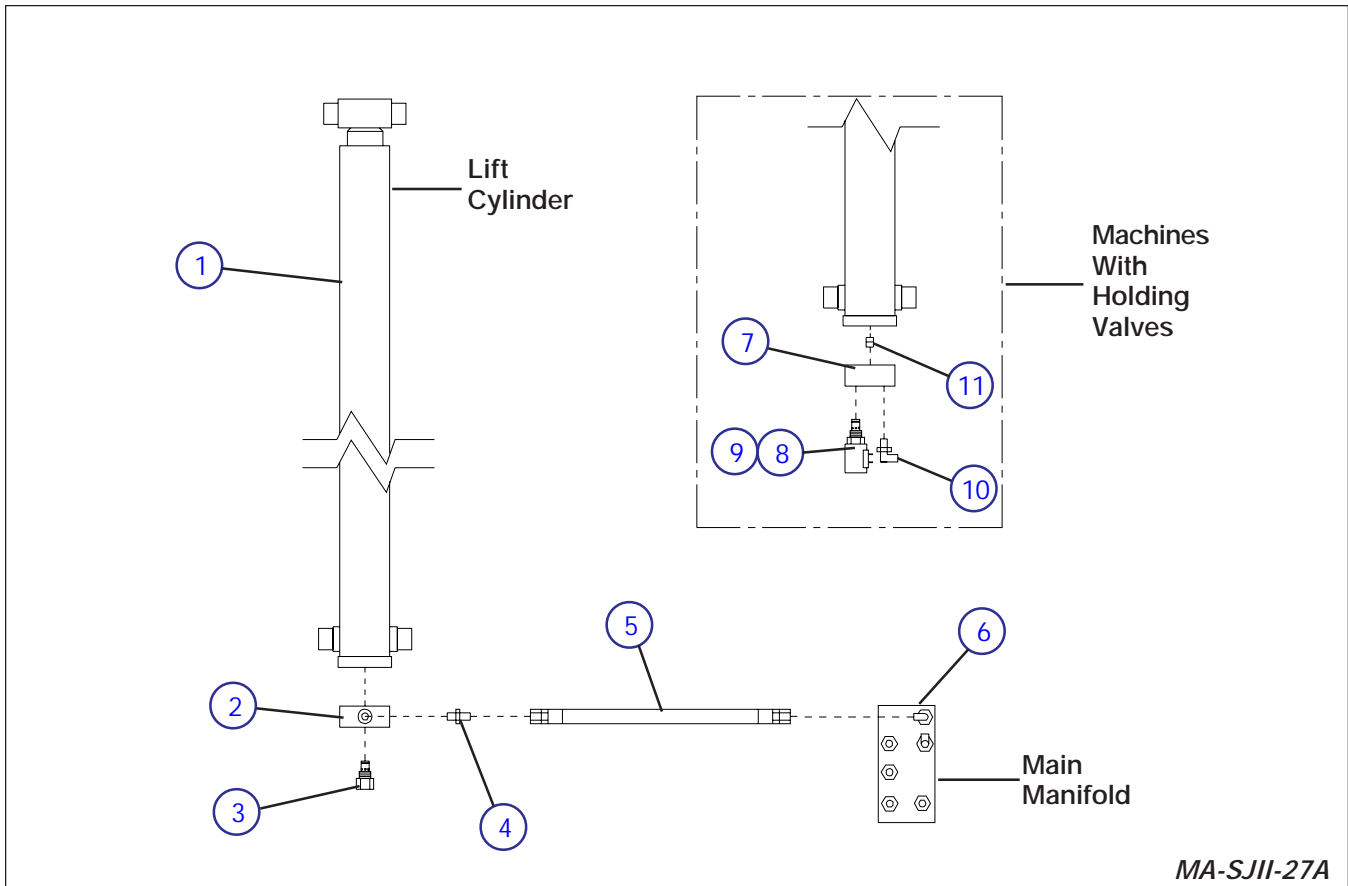 Lift
Cylinder
1
Machines
With
Holding
Valves
7
11
9 8
10
5
6
2
3
4
Main
Manifold
MA-SJII-27A